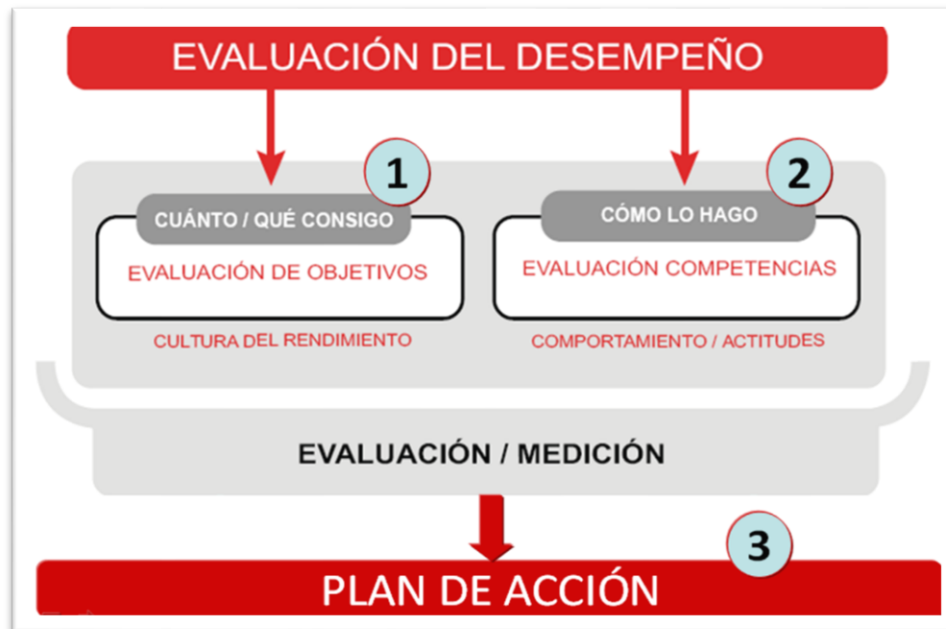 EVALUACIÓN DEL DESEMPEÑO
1
2
CUÁNTO / QUÉ CONSIGO
CÓMO LO HAGO
EVALUACIÓN DE OBJETIVOS
EVALUACIÓN COMPETENCIAS
CULTURA DEL RENDIMIENTO
COMPORTAMIENTO / ACTITUDES
EVALUACIÓN / MEDICIÓN
3
PLAN DE ACCIÓN